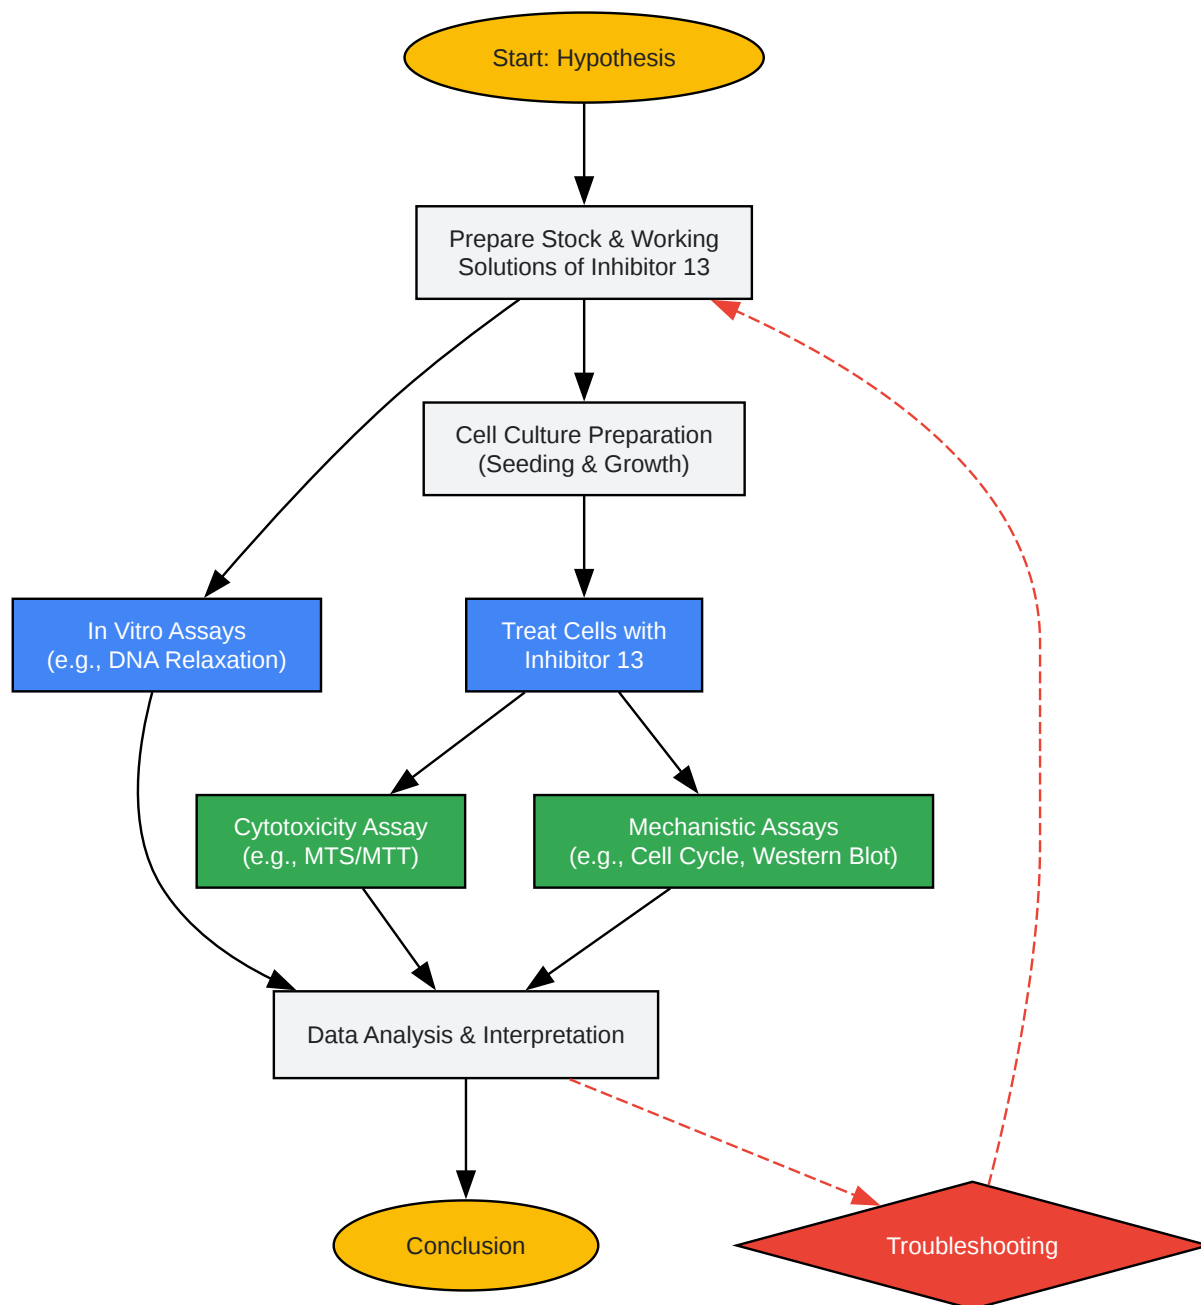 Start: Hypothesis
Prepare Stock & Working
Solutions of Inhibitor 13
Cell Culture Preparation
(Seeding & Growth)
In Vitro Assays
(e.g., DNA Relaxation)
Treat Cells with
Inhibitor 13
Cytotoxicity Assay
(e.g., MTS/MTT)
Mechanistic Assays
(e.g., Cell Cycle, Western Blot)
Data Analysis & Interpretation
Conclusion
Troubleshooting